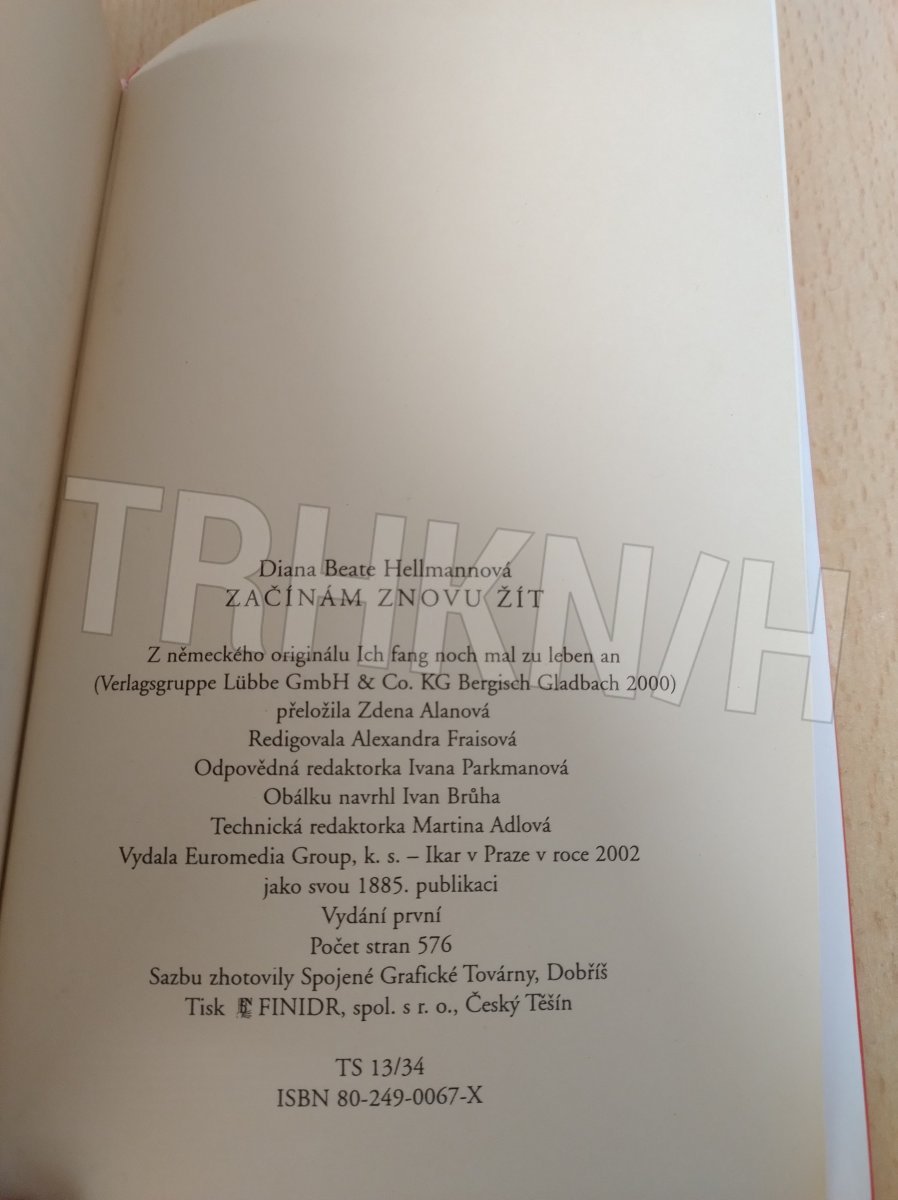 TRHKN/H
Diana Beate Hellmannová
ZAČÍNÁM ZNOVU ŽÍT
Z německého originálu Ich fang noch mal zu leben an
(Verlagsgruppe Lübbe GmbH & Co. KG Bergisch Gladbach 2000)
přeložila Zdena Alanová
Redigovala Alexandra Fraisová
Odpovědná redaktorka Ivana Parkmanová
Obálku navrhl Ivan Brůha
Technická redaktorka Martina Adlová
Vydala Euromedia Group, k. s. – Ikar v Praze v roce 2002
jako svou 1885. publikaci
Vydání první
Počet stran 576
Sazbu zhotovily Spojené Grafické Továrny, Dobříš
Tisk FINIDR, spol. s r. o., Český Těšín
TS 13/34
ISBN 80-249-0067-X